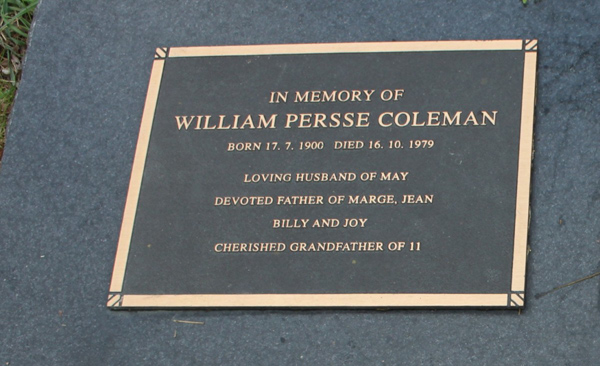 IN MEMORY OF
WILLIAM PERSSE COLEMAN
BORN 17. 7. 1900 DIED 16. 10. 1979
LOVING HUSBAND OF MAY
DEVOTED FATHER OF MARGE, JEAN
BILLY AND JOY
CHERISHED GRANDFATHER OF 11